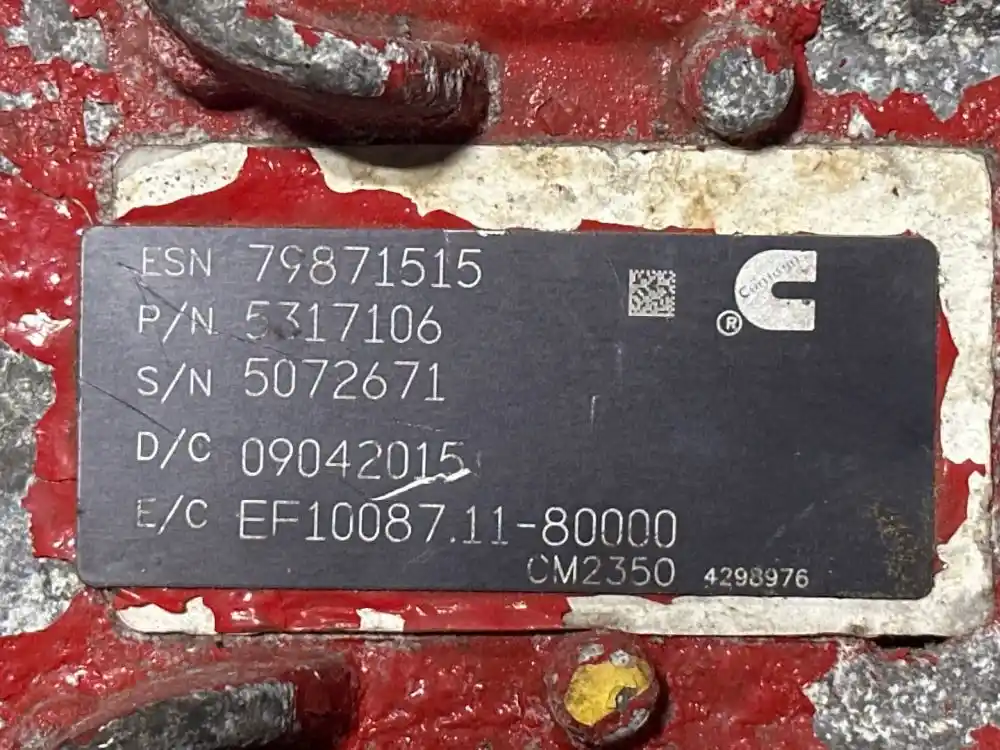 ESN 79871515
P/N 5317106
S/N 5072671
D/C 09042015
E/C EF10087.11-80000
CM2350 4298976
®